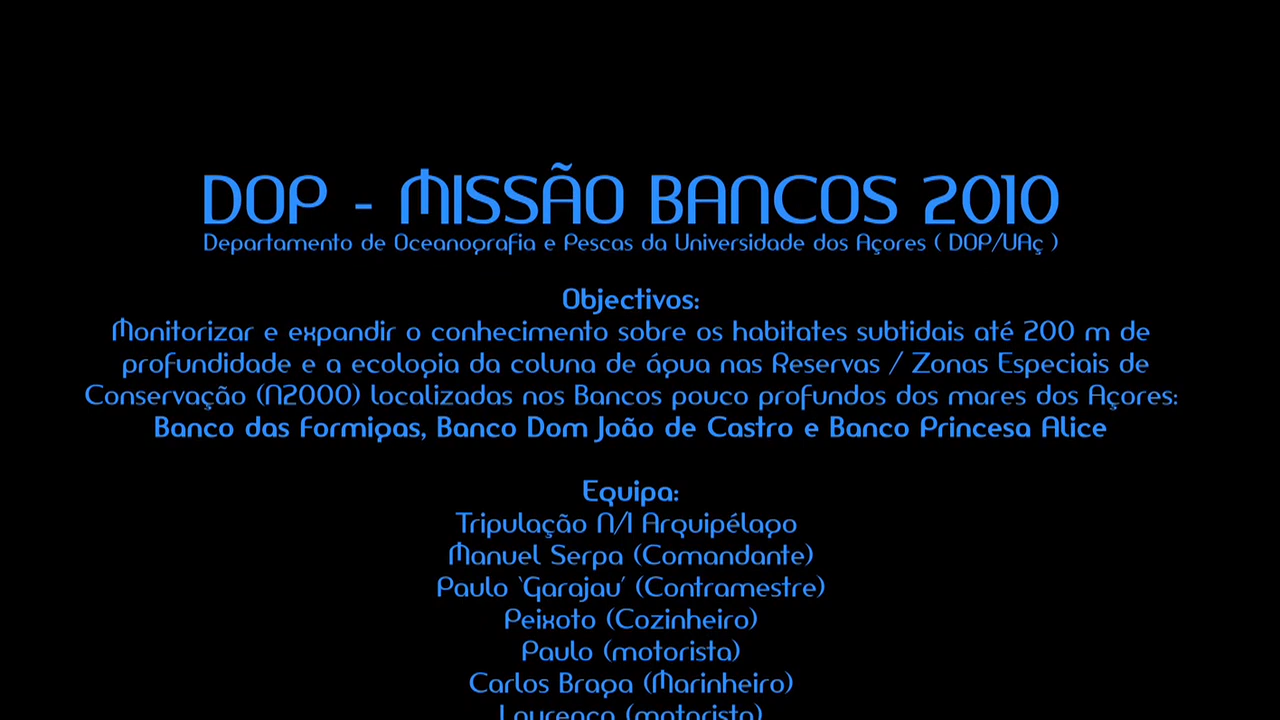 DOP - MISSÃO BANCOS 2010
Departamento de Oceanografia e Pescas da Universidade dos Açores ( DOP/UAç )
Objectivos:
Monitorizar e expandir o conhecimento sobre os habitates subtidais até 200 m de
profundidade e a ecologia da coluna de água nas Reservas / Zonas Especiais de
Conservação (N2000) localizadas nos Bancos pouco profundos dos mares dos Açores:
Banco das Formigas, Banco Dom João de Castro e Banco Princesa Alice
Equipa:
Tripulação N/I Arquipélago
Manuel Serpa (Comandante)
Paulo 'Garajau' (Contramestre)
Peixoto (Cozinheiro)
Paulo (motorista)
Carlos Braga (Marinheiro)
Lourenço (motorista)